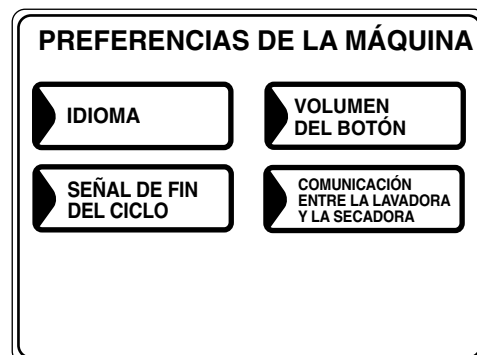 PREFERENCIAS DE LA MÁQUINA
IDIOMA
VOLUMEN
DEL BOTÓN
SEÑAL DE FIN
DEL CICLO
COMUNICACIÓN
ENTRE LA LAVADORA
Y LA SECADORA